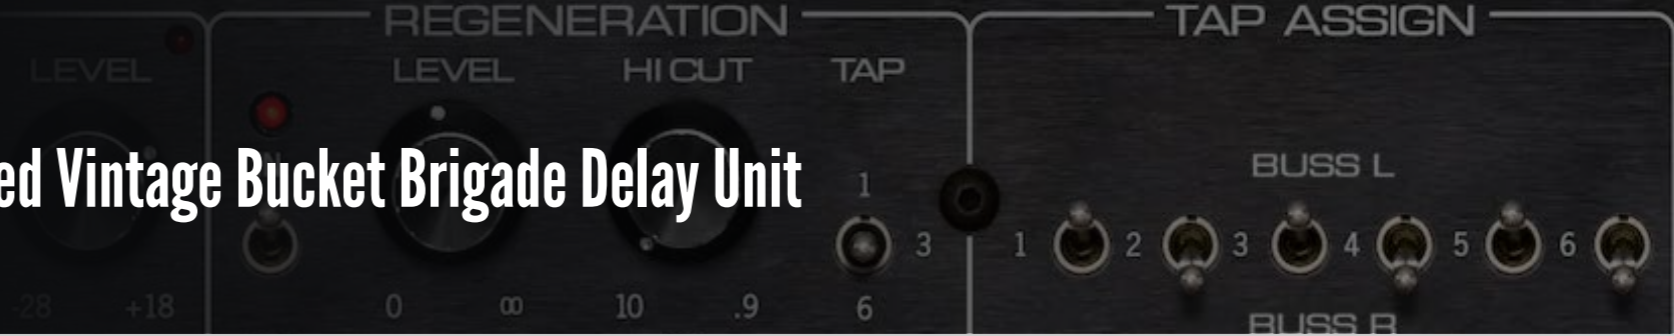 REGENERATION TAP ASSIGN
LEVEL LEVEL HI CUT TAP
ed Vintage Bucket Brigade Delay Unit
BUSS L
1
3 1 2 3 4 5 6
-28 +18 0 ∞ 10 .9 6
BUSS R